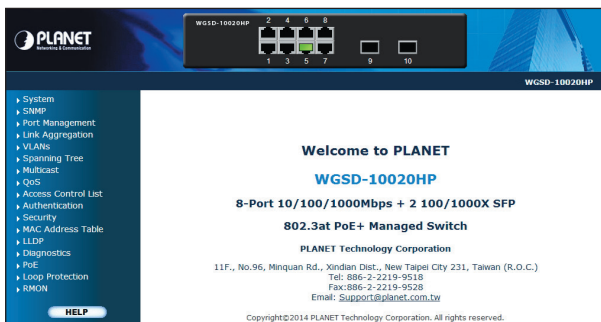 PLANET
Networking & Communication
WGSD-10020HP
2 4 6 8
1 3 5 7 9 10
WGSD-10020HP
System
SNMP
Port Management
Link Aggregation
VLANs
Spanning Tree
Multicast
QoS
Access Control List
Authentication
Security
MAC Address Table
LLDP
Diagnostics
PoE
Loop Protection
RMON
HELP
Welcome to PLANET
WGSD-10020HP
8-Port 10/100/1000Mbps + 2 100/1000X SFP
802.3at PoE+ Managed Switch
PLANET Technology Corporation
11F., No.96, Minquan Rd., Xindian Dist., New Taipei City 231, Taiwan (R.O.C.)
Tel: 886-2-2219-9518
Fax:886-2-2219-9528
Email: Support@planet.com.tw
Copyright©2014 PLANET Technology Corporation. All rights reserved.